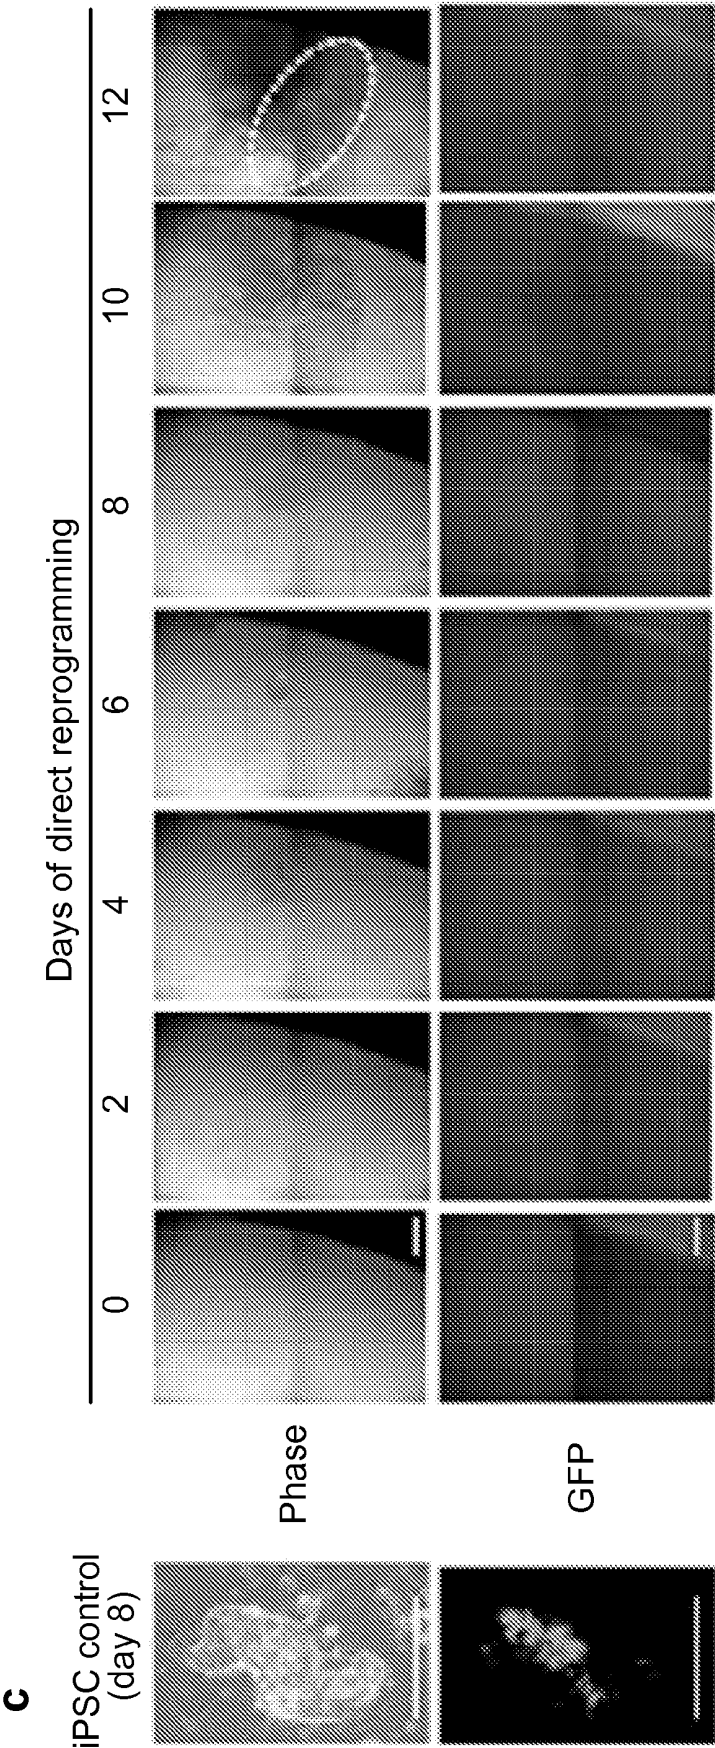 c
iPSC control
(day 8)
Days of direct reprogramming
0 2 4 6 8 10 12
Phase
GFP